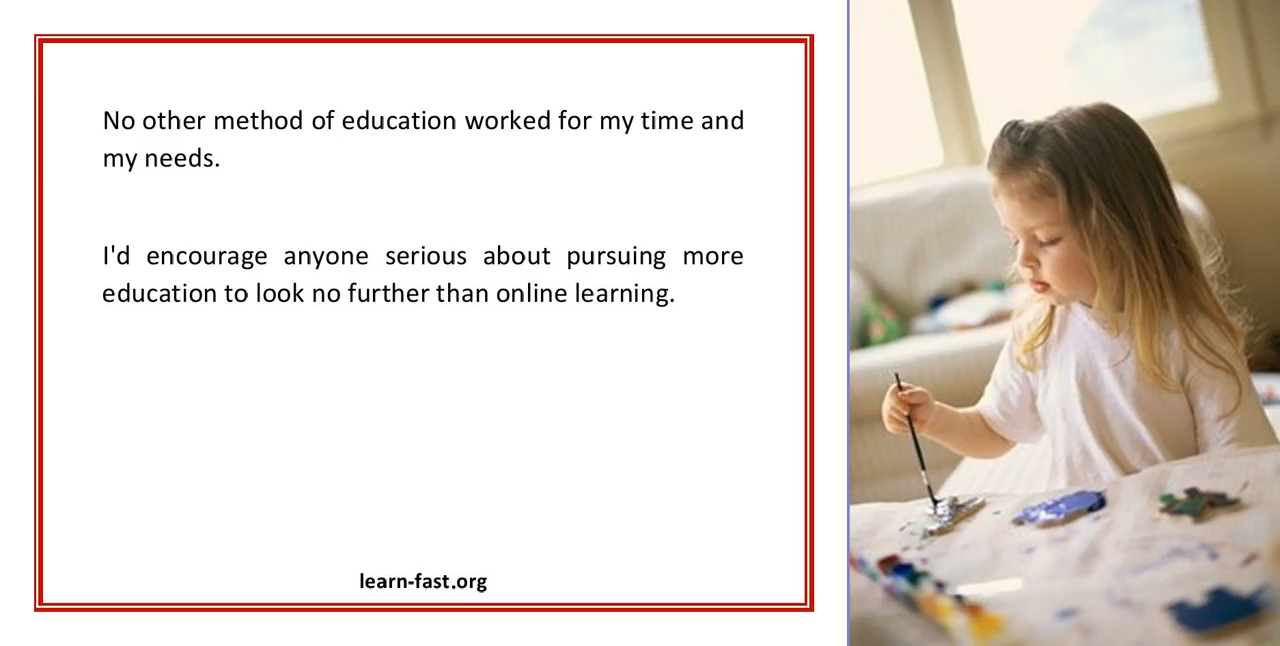 No other method of education worked for my time and
my needs.
I'd encourage anyone serious about pursuing more
education to look no further than online learning.
learn-fast.org